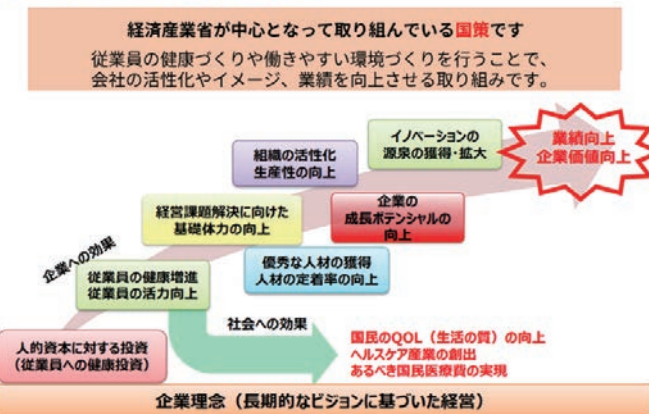 経済産業省が中心となって取り組んでいる国策です
従業員の健康づくりや働きやすい環境づくりを行うことで、
会社の活性化やイメージ、業績を向上させる取り組みです。
イノベーションの
源泉の獲得・拡大
業績向上
企業価値向上
組織の活性化
生産性の向上
経営課題解決に向けた
基礎体力の向上
企業の
成長ポテンシャルの
向上
企業への効果
優秀な人材の獲得
人材の定着率の向上
従業員の健康増進
従業員の活力向上
社会への効果
人的資本に対する投資
（従業員への健康投資）
国民のQOL（生活の質）の向上
ヘルスケア産業の創出
あるべき国民医療費の実現
企業理念（長期的なビジョンに基づいた経営）